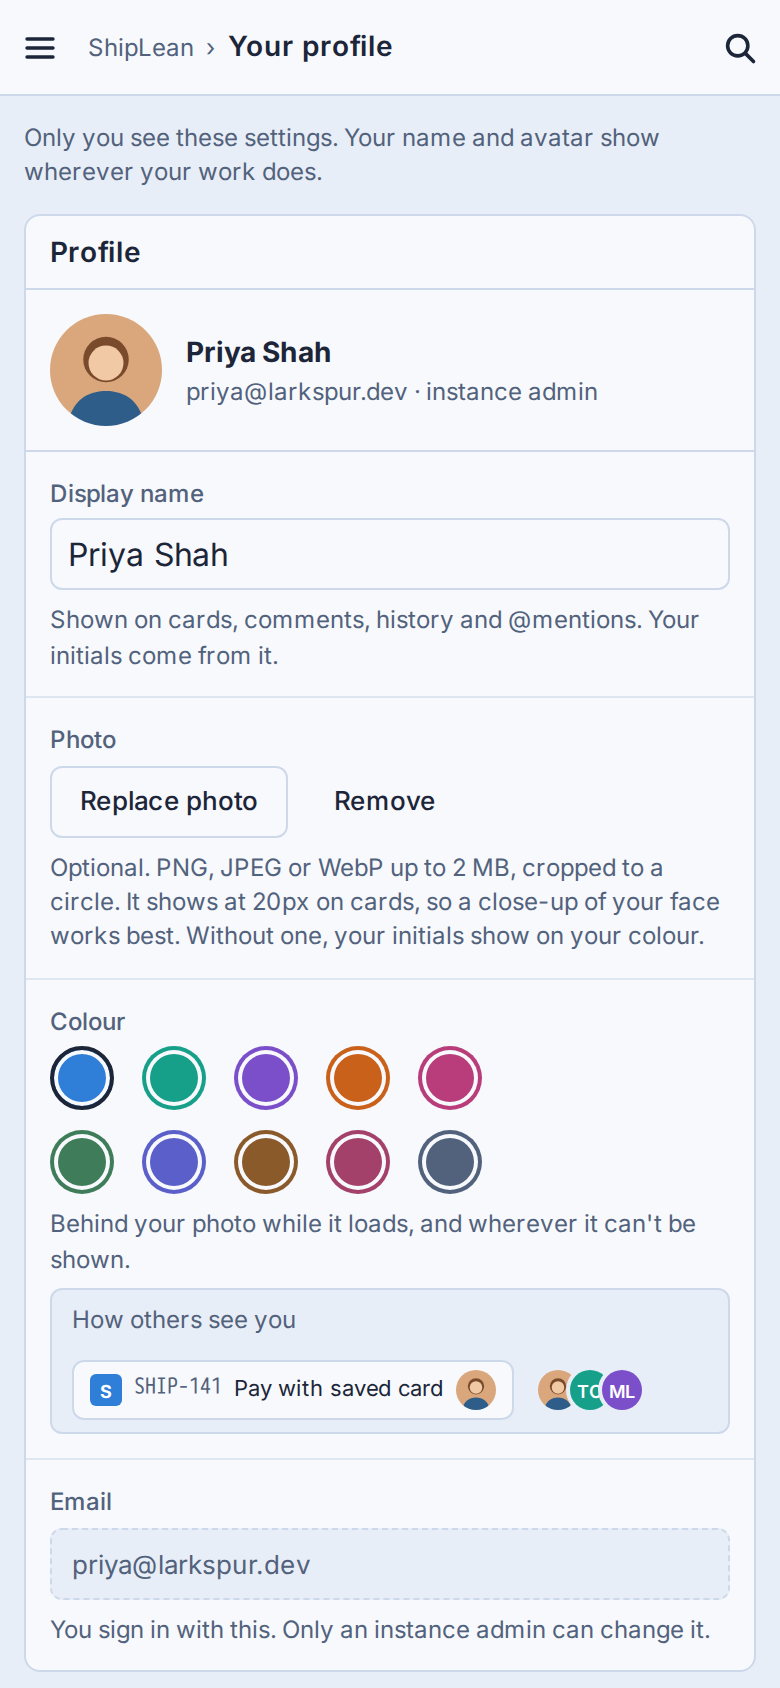 ShipLean › Your profile
Only you see these settings. Your name and avatar show
wherever your work does.
Profile
Priya Shah
priya@larkspur.dev · instance admin
Display name
Priya Shah
Shown on cards, comments, history and @mentions. Your
initials come from it.
Photo
Replace photo Remove
Optional. PNG, JPEG or WebP up to 2 MB, cropped to a
circle. It shows at 20px on cards, so a close-up of your face
works best. Without one, your initials show on your colour.
Colour
Behind your photo while it loads, and wherever it can't be
shown.
How others see you
S SHIP-141 Pay with saved card ML
Email
priya@larkspur.dev
You sign in with this. Only an instance admin can change it.